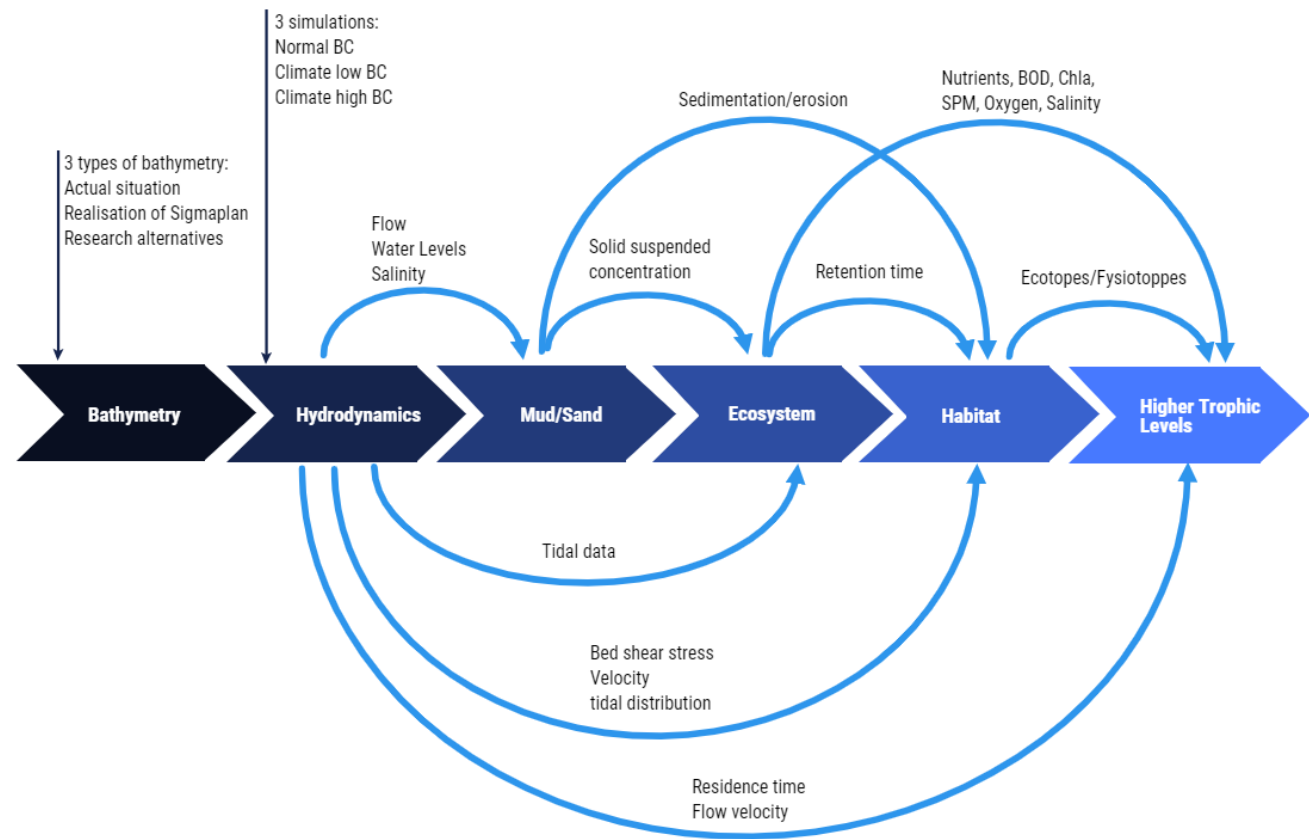 3 simulations:
Normal BC
Climate low BC
Climate high BC
Nutrients, BOD, Chla,
SPM, Oxygen, Salinity
Sedimentation/erosion
3 types of bathymetry:
Actual situation
Realisation of Sigmaplan
Research alternatives
Flow
Water Levels
Salinity
Solid suspended
concentration
Retention time
Ecotopes/Fysiotoppes
Bathymetry
Hydrodynamics
Mud/Sand
Ecosystem
Habitat
Higher Trophic
Levels
Tidal data
Bed shear stress
Velocity
tidal distribution
Residence time
Flow velocity